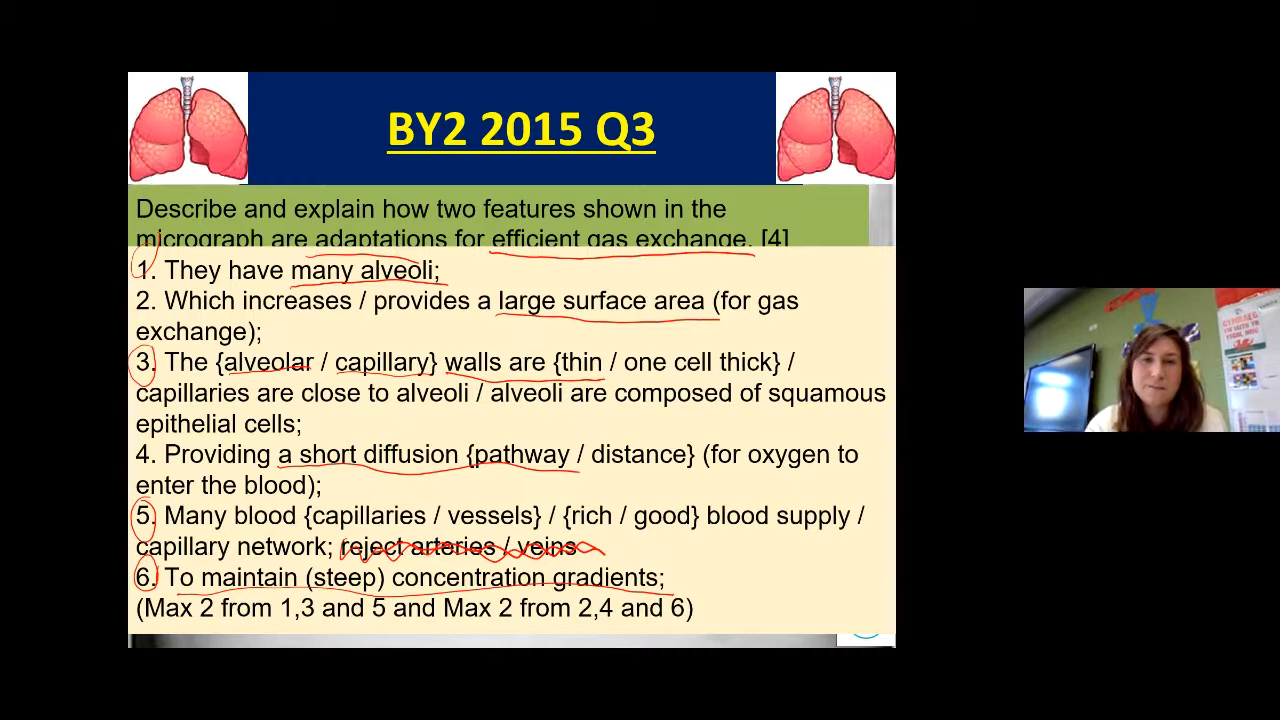 BY2 2015 Q3
Describe and explain how two features shown in the
micrograph are adaptations for efficient gas exchange. [4]
1. They have many alveoli;
2. Which increases / provides a large surface area (for gas
exchange);
3. The {alveolar / capillary} walls are {thin / one cell thick} /
capillaries are close to alveoli / alveoli are composed of squamous
epithelial cells;
4. Providing a short diffusion {pathway / distance} (for oxygen to
enter the blood);
5. Many blood {capillaries / vessels} / {rich / good} blood supply /
capillary network; reject arteries / veins
6. To maintain (steep) concentration gradients;
(Max 2 from 1,3 and 5 and Max 2 from 2,4 and 6)